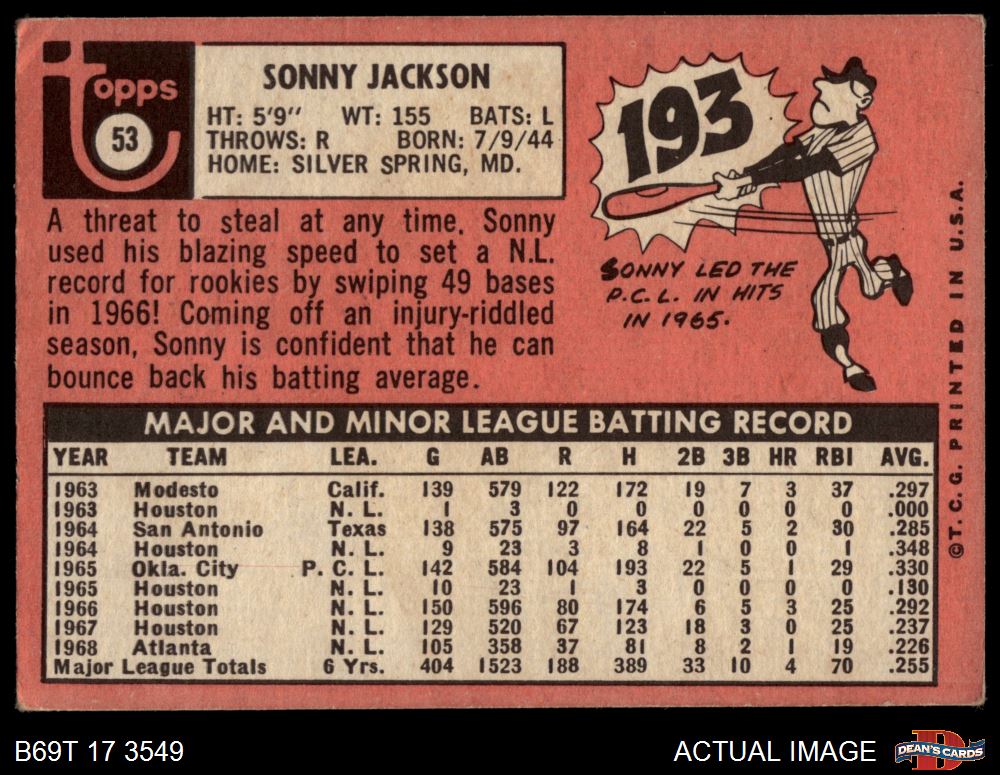 Topps
53
SONNY JACKSON
HT: 5'9" WT: 155 BATS: L
THROWS: R BORN: 7/9/44
HOME: SILVER SPRING, MD.
A threat to steal at any time, Sonny
used his blazing speed to set a N.L.
record for rookies by swiping 49 bases
in 1966! Coming off an injury-riddled
season, Sonny is confident that he can
bounce back his batting average.
193
SONNY LED THE
P.C.L. IN HITS
IN 1965.
©T.C.G. PRINTED IN U.S.A.
MAJOR AND MINOR LEAGUE BATTING RECORD
YEAR TEAM LEA. G AB R H 2B 3B HR RBI AVG.
1963 Modesto Calif. 139 579 122 172 19 7 3 37 .297
1963 Houston N. L. 1 3 0 0 0 0 0 0 .000
1964 San Antonio Texas 138 575 97 164 22 5 2 30 .285
1964 Houston N. L. 9 23 3 8 1 0 0 1 .348
1965 Okla. City P. C. L. 142 584 104 193 22 5 1 29 .330
1965 Houston N. L. 10 23 1 3 0 0 0 0 .130
1966 Houston N. L. 150 596 80 174 6 5 3 25 .292
1967 Houston N. L. 129 520 67 123 18 3 0 25 .237
1968 Atlanta N. L. 105 358 37 81 8 2 1 19 .226
Major League Totals 6 Yrs. 404 1523 188 389 33 10 4 70 .255
B69T 17 3549
ACTUAL IMAGE
D
DEAN'S CARDS